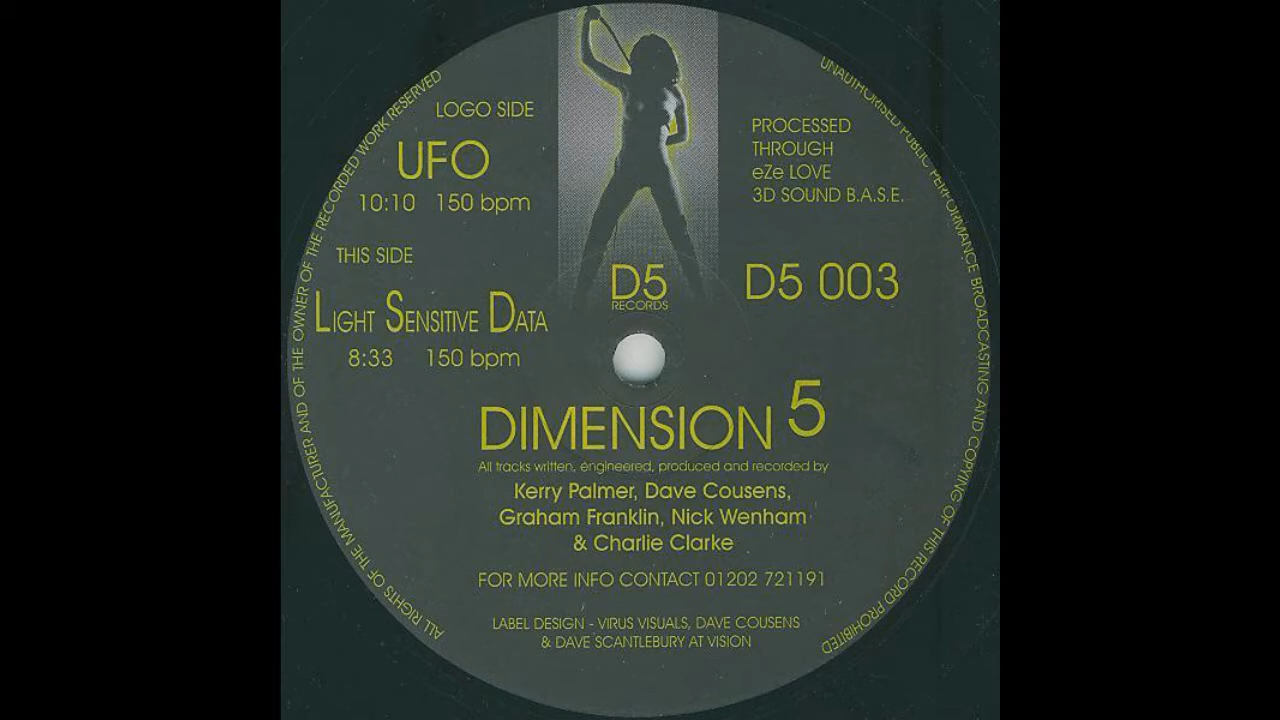 LOGO SIDE
UFO
10:10 150 bpm
THIS SIDE
LIGHT SENSITIVE DATA
8:33 150 bpm
PROCESSED
THROUGH
eZe LOVE
3D SOUND B.A.S.E.
D5
RECORDS
D5 003
DIMENSION 5
All tracks written, engineered, produced and recorded by
Kerry Palmer, Dave Cousens,
Graham Franklin, Nick Wenham
& Charlie Clarke
FOR MORE INFO CONTACT 01202 721191
LABEL DESIGN - VIRUS VISUALS, DAVE COUSENS
& DAVE SCANTLEBURY AT VISION
ALL RIGHTS OF THE MANUFACTURER AND OF THE OWNER OF THE RECORDED WORK RESERVED
UNAUTHORISED PUBLIC PERFORMANCE BROADCASTING AND COPYING OF THIS RECORD PROHIBITED